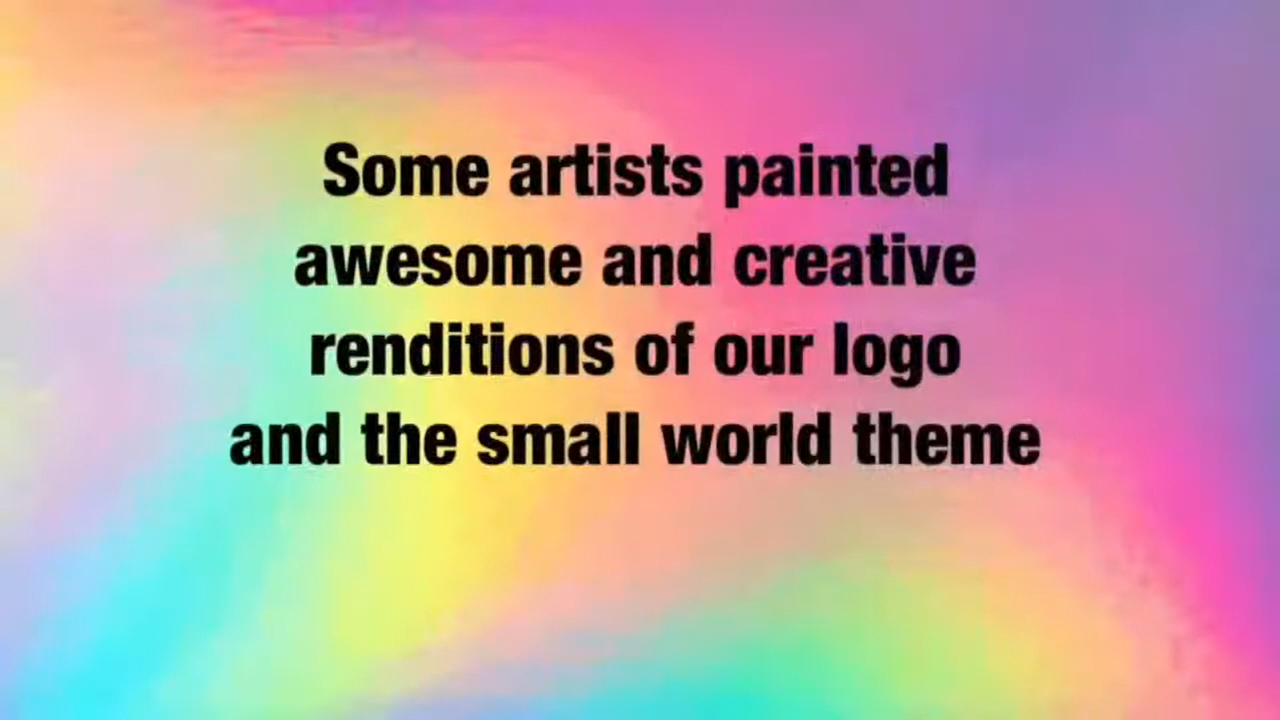 Some artists painted
awesome and creative
renditions of our logo
and the small world theme